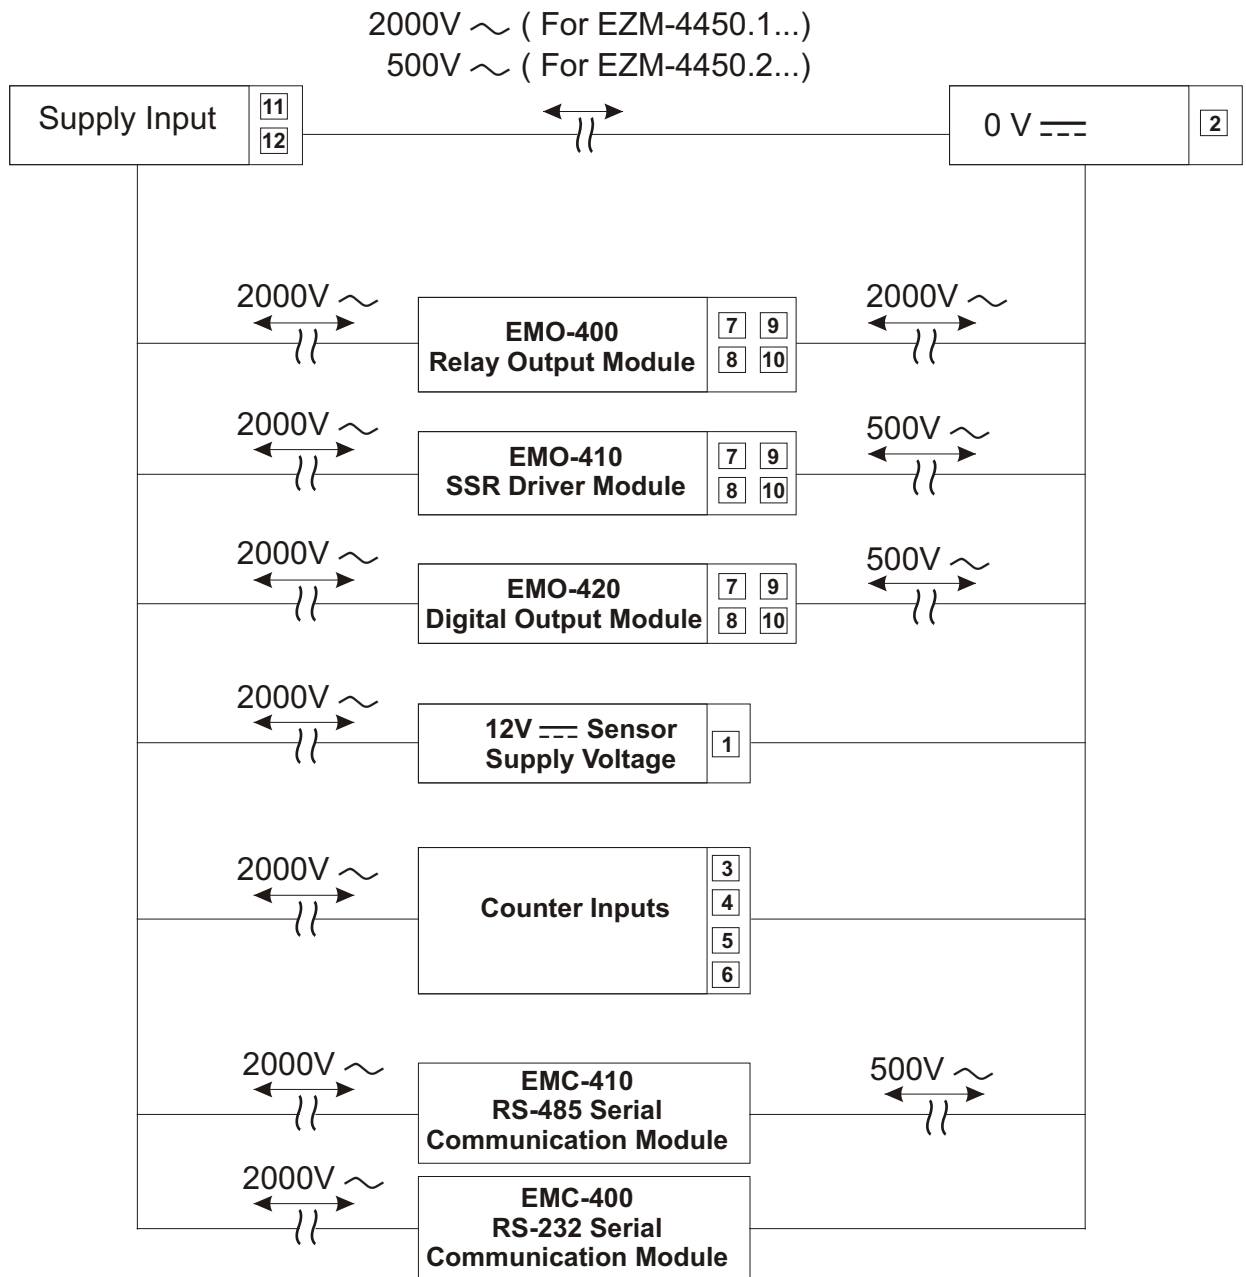 2000V ~ ( For EZM-4450.1...)
500V ~ ( For EZM-4450.2...)
Supply Input
11
12
0 V
2
2000V ~
EMO-400
Relay Output Module
7 9
8 10
2000V ~
2000V ~
EMO-410
SSR Driver Module
7 9
8 10
500V ~
2000V ~
EMO-420
Digital Output Module
7 9
8 10
500V ~
2000V ~
12V Sensor
Supply Voltage
1
2000V ~
Counter Inputs
3
4
5
6
2000V ~
EMC-410
RS-485 Serial
Communication Module
500V ~
2000V ~
EMC-400
RS-232 Serial
Communication Module